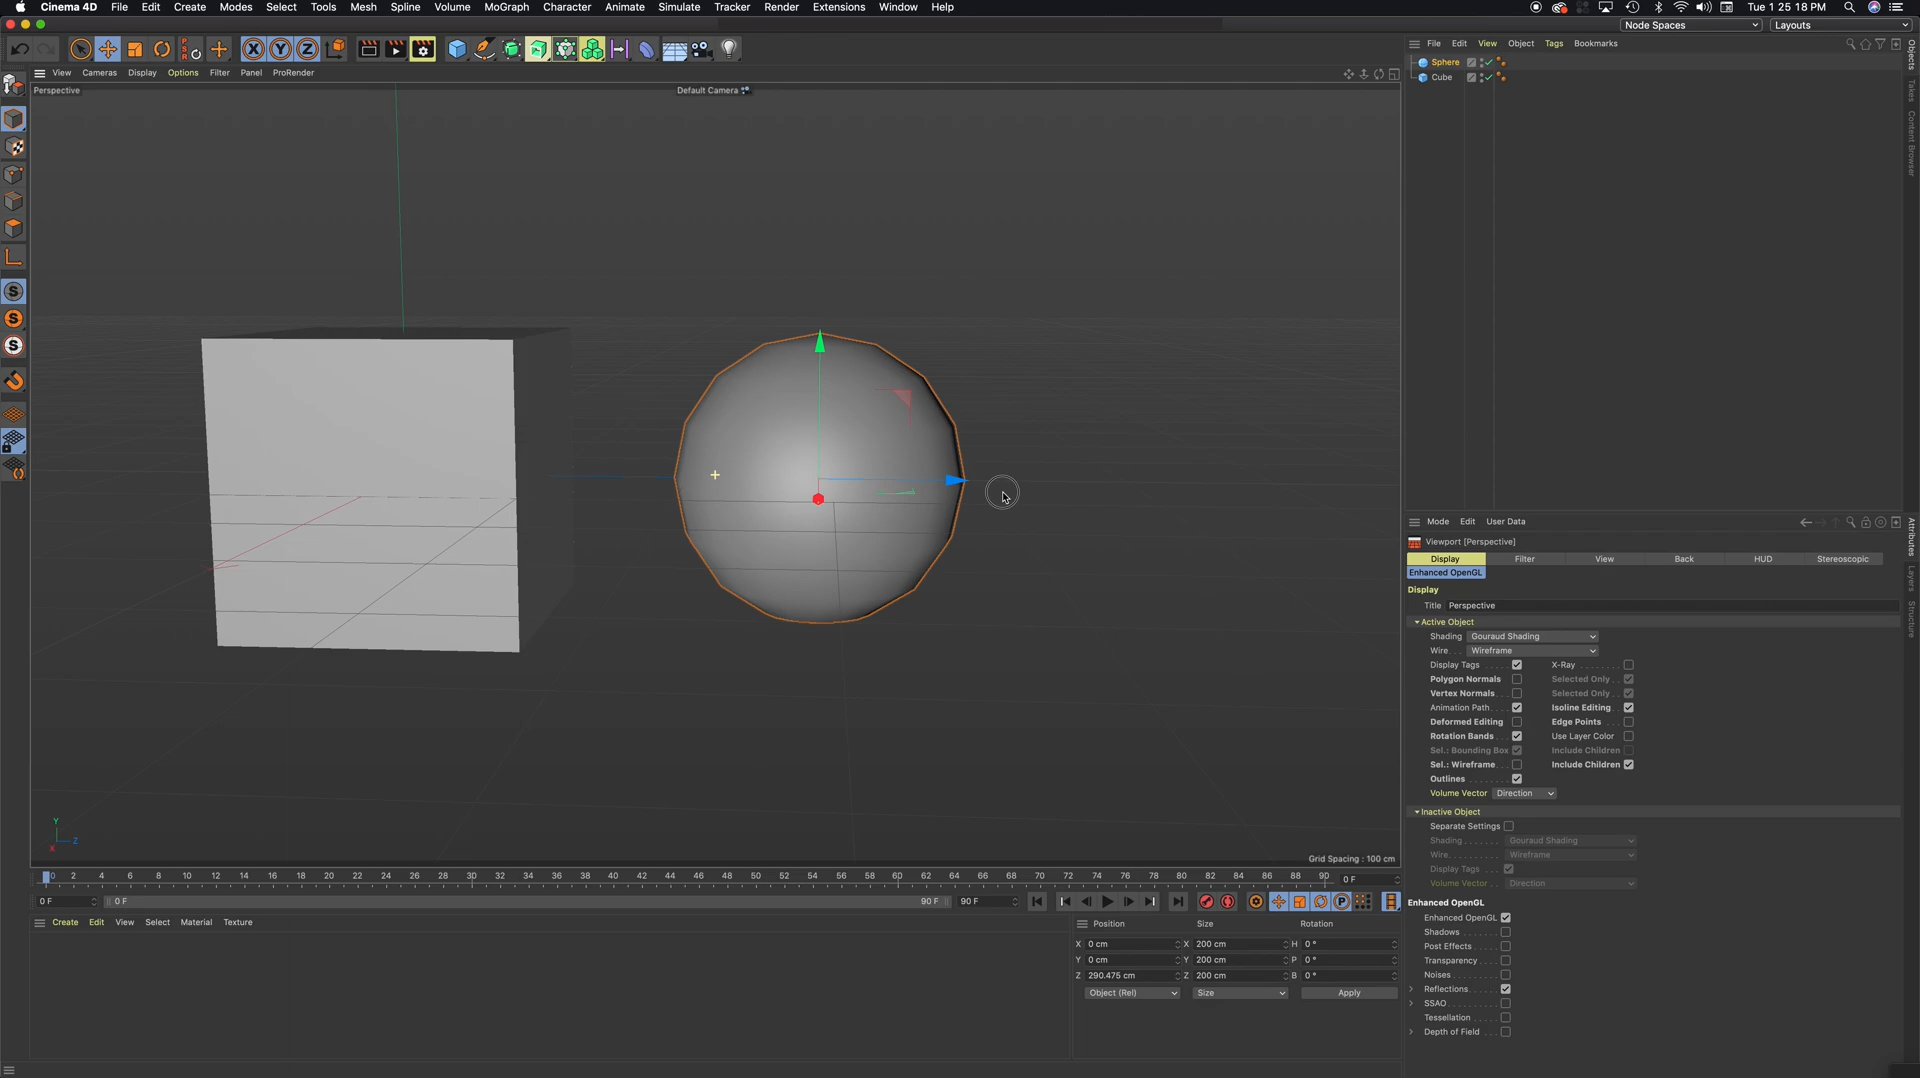 Cinema 4D File Edit Create Modes Select Tools Mesh Spline Volume MoGraph Character Animate Simulate Tracker Render Extensions Window Help Tue 1 25 18 PM
Node Spaces Layouts
File Edit View Object Tags Bookmarks
View Cameras Display Options Filter Panel ProRender
Perspective Default Camera
Sphere
Cube
Objects
Takes
Content Browser
PSR
X Y Z
S
S
S
Y
Z
X
Grid Spacing : 100 cm
Mode Edit User Data
Viewport [Perspective]
Display Filter View Back HUD Stereoscopic
Enhanced OpenGL
Display
Title Perspective
Active Object
Shading Gouraud Shading
Wire . . . Wireframe
Display Tags . . . . . X-Ray . . . . . . . .
Polygon Normals Selected Only . .
Vertex Normals . . Selected Only . .
Animation Path. . . Isoline Editing. .
Deformed Editing Edge Points . . .
Rotation Bands . . Use Layer Color
Sel.: Bounding Box Include Children
Sel.: Wireframe. . . Include Children
Outlines . . . . . . .
Volume Vector Direction
Inactive Object
Separate Settings
Shading. . . . . . . Gouraud Shading
Wire. . . . . . . . . . Wireframe
Display Tags . . . .
Volume Vector . . Direction
Enhanced OpenGL
Enhanced OpenGL
Shadows . . . . . .
Post Effects . . . .
Transparency. . . .
Noises . . . . . . . .
Reflections. . . . .
SSAO. . . . . . . . .
Tessellation . . . .
Depth of Field . . .
Attributes
Layers
Structure
0 2 4 6 8 10 12 14 16 18 20 22 24 26 28 30 32 34 36 38 40 42 44 46 48 50 52 54 56 58 60 62 64 66 68 70 72 74 76 78 80 82 84 86 88 90 0 F
0 F 0 F 90 F 90 F P
Create Edit View Select Material Texture
Position Size Rotation
X 0 cm X 200 cm H 0 °
Y 0 cm Y 200 cm P 0 °
Z 290.475 cm Z 200 cm B 0 °
Object (Rel) Size Apply